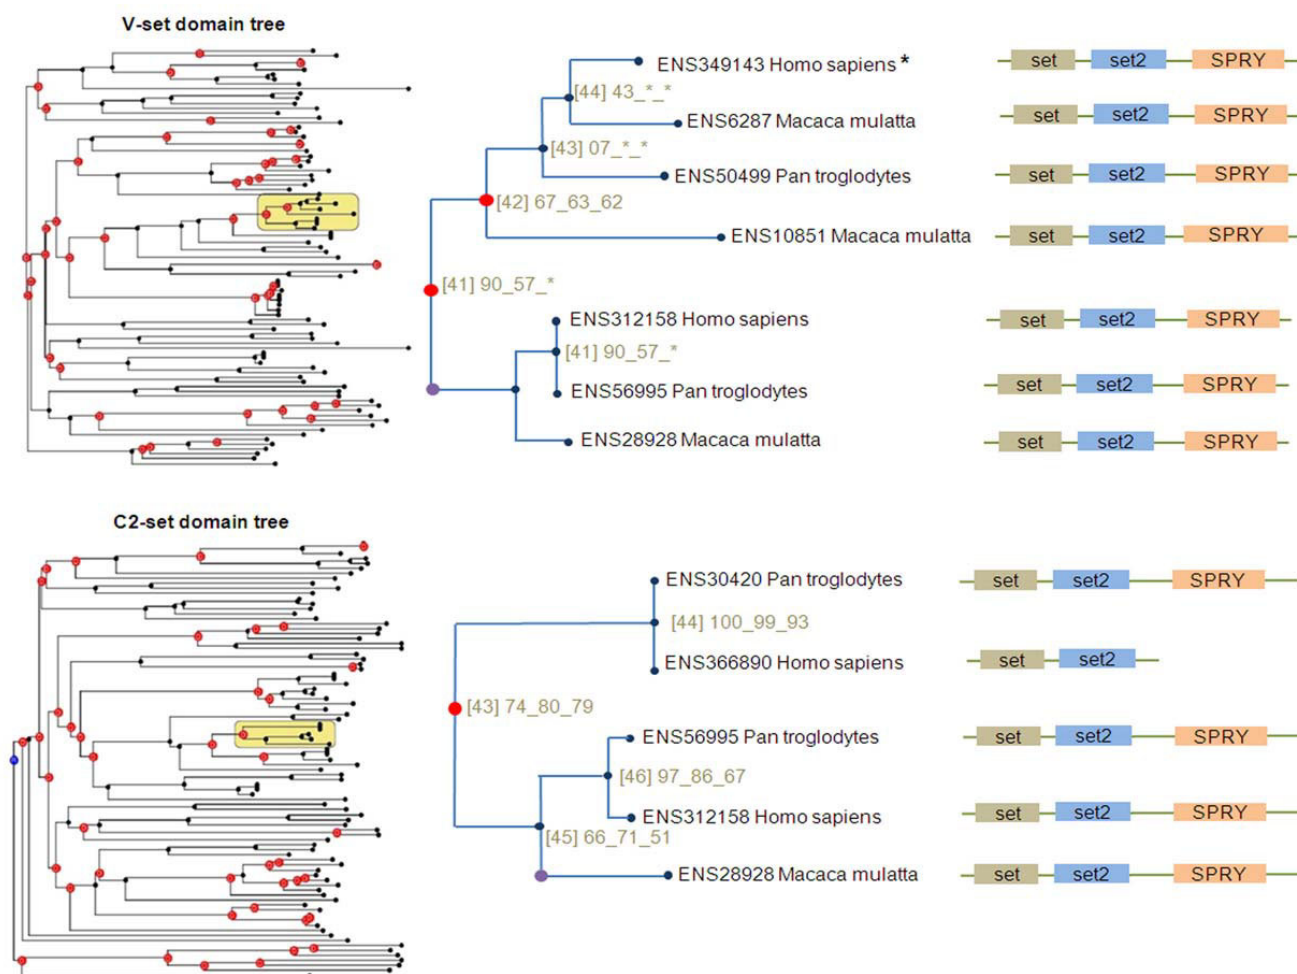 V-set domain tree
ENS349143 Homo sapiens * set set2 SPRY
[44] 43_*_*
ENS6287 Macaca mulatta set set2 SPRY
[43] 07_*_*
ENS50499 Pan troglodytes set set2 SPRY
[42] 67_63_62
ENS10851 Macaca mulatta set set2 SPRY
[41] 90_57_*
ENS312158 Homo sapiens set set2 SPRY
[41] 90_57_*
ENS56995 Pan troglodytes set set2 SPRY
ENS28928 Macaca mulatta set set2 SPRY
C2-set domain tree
ENS30420 Pan troglodytes set set2 SPRY
[44] 100_99_93
ENS366890 Homo sapiens set set2
[43] 74_80_79
ENS56995 Pan troglodytes set set2 SPRY
[46] 97_86_67
ENS312158 Homo sapiens set set2 SPRY
[45] 66_71_51
ENS28928 Macaca mulatta set set2 SPRY